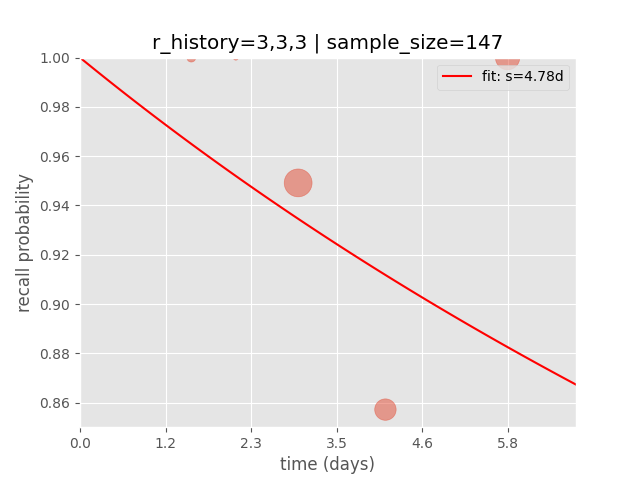 r_history=3,3,3 | sample_size=147
1.00
fit: s=4.78d
0.98
0.96
0.94
0.92
0.90
0.88
0.86
recall probability
0.0 1.2 2.3 3.5 4.6 5.8
time (days)